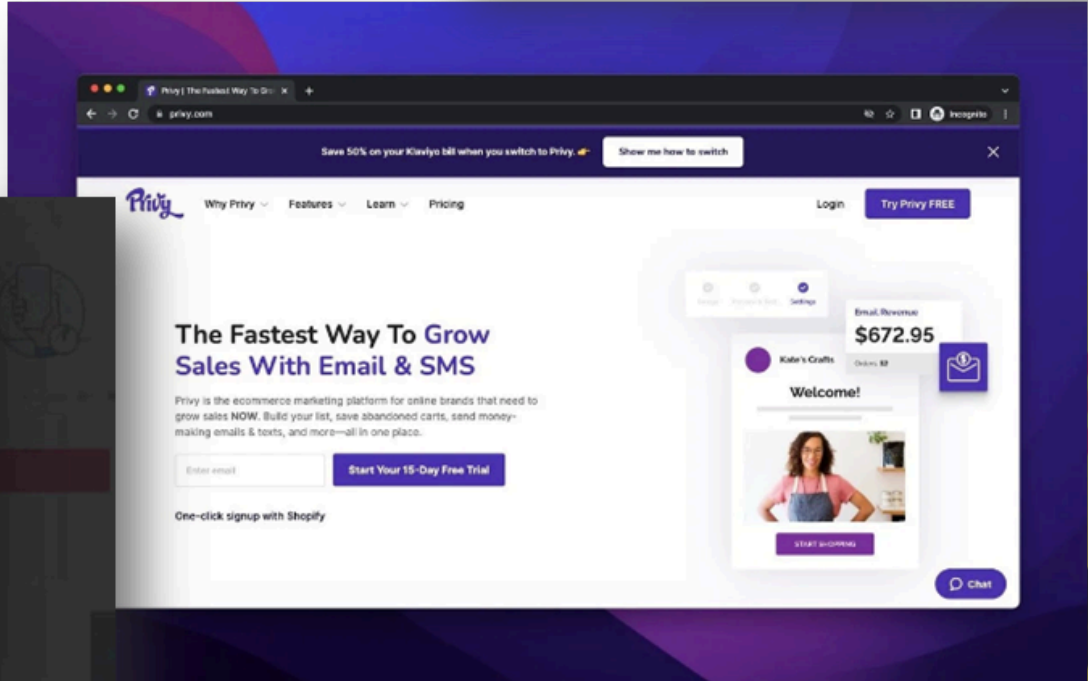 Privy | The Fastest Way To Gro
privy.com
Incognito
Save 50% on your Klaviyo bill when you switch to Privy. 👉
Show me how to switch
Privy
Why Privy
Features
Learn
Pricing
Login
Try Privy FREE
Settings
Email Revenue
$672.95
Orders 32
Kate's Crafts
Welcome!
START SHOPPING
The Fastest Way To Grow
Sales With Email & SMS
Privy is the ecommerce marketing platform for online brands that need to
grow sales NOW. Build your list, save abandoned carts, send money-
making emails & texts, and more—all in one place.
Enter email
Start Your 15-Day Free Trial
One-click signup with Shopify
Chat